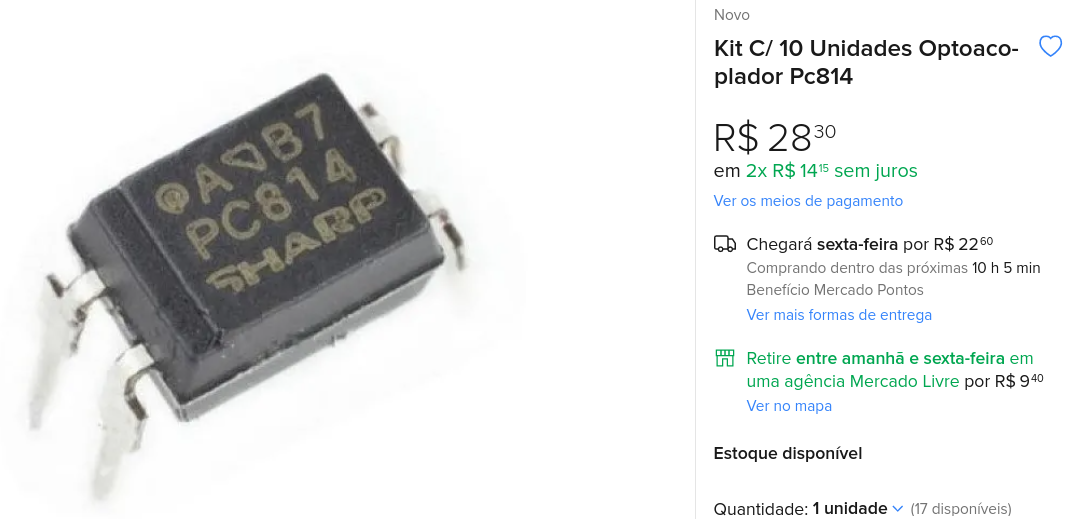 A B7
PC814
SHARP
Novo
Kit C/ 10 Unidades Optoaco-
plador Pc814
R$ 28 30
em 2x R$ 14 15 sem juros
Ver os meios de pagamento
Chegará sexta-feira por R$ 22 60
Comprando dentro das próximas 10 h 5 min
Benefício Mercado Pontos
Ver mais formas de entrega
Retire entre amanhã e sexta-feira em
uma agência Mercado Livre por R$ 9 40
Ver no mapa
Estoque disponível
Quantidade: 1 unidade (17 disponíveis)